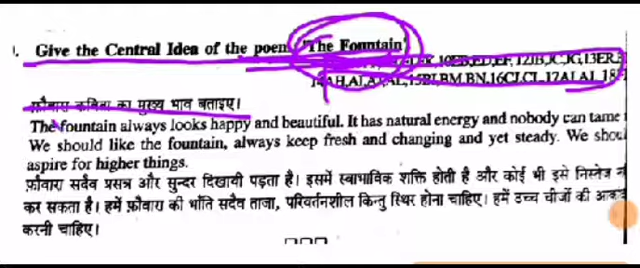 . Give the Central Idea of the poem 'The Fountain'
फ़ौवारा कविता का मुख्य भाव बताइए।
The fountain always looks happy and beautiful. It has natural energy and nobody can tame
We should like the fountain, always keep fresh and changing and yet steady. We shou
aspire for higher things.
फ़ौवारा सदैव प्रसन्न और सुन्दर दिखायी पड़ता है। इसमें स्वाभाविक शक्ति होती है और कोई भी इसे निस्तेज न
कर सकता है। हमें फ़ौवारा की भाँति सदैव ताजा, परिवर्तनशील किन्तु स्थिर होना चाहिए। हमें उच्च चीजों की
करनी चाहिए।